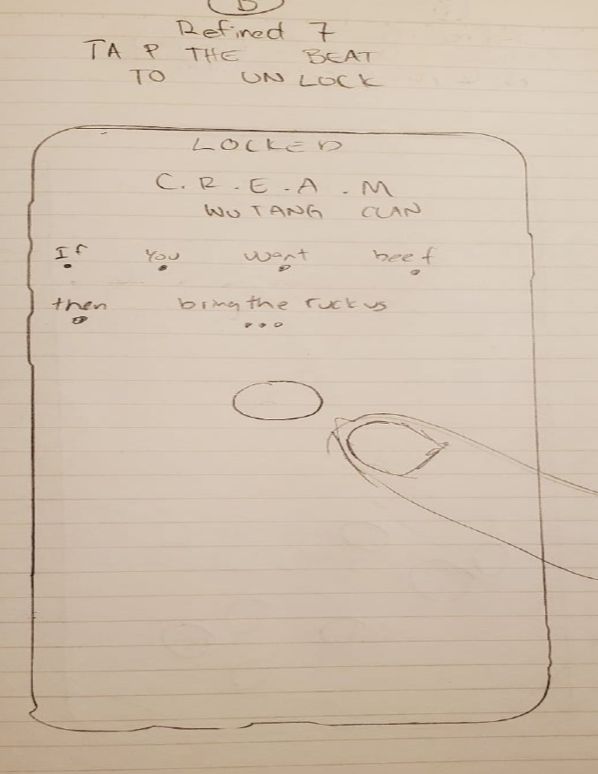 B
Refined 7
TAP THE BEAT
TO UNLOCK
LOCKED
C.R.E.A.M
WU TANG CLAN
If You want beef
then bring the ruckus